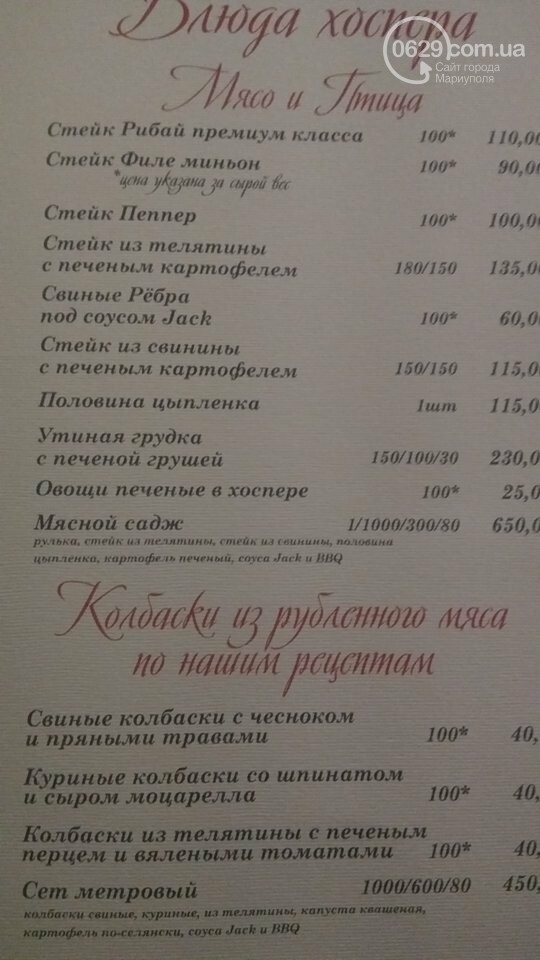 Блюда хоспера
0629.com.ua
Сайт города
Мариуполя
Мясо и Птица
Стейк Рибай премиум класса 100* 110,00
Стейк Филе миньон 100* 90,0
*цена указана за сырой вес
Стейк Пеппер 100* 100,0
Стейк из телятины
с печеным картофелем 180/150 135,0
Свиные Рёбра
под соусом Jack 100* 60,0
Стейк из свинины
с печеным картофелем 150/150 115,0
Половина цыпленка 1шт 115,0
Утиная грудка
с печеной грушей 150/100/30 230,0
Овощи печеные в хоспере 100* 25,0
Мясной садж 1/1000/300/80 650,0
рулька, стейк из телятины, стейк из свинины, половина
цыпленка, картофель печеный, соуса Jack и BBQ
Колбаски из рубленного мяса
по нашим рецептам
Свиные колбаски с чесноком
и пряными травами 100* 40,
Куриные колбаски со шпинатом
и сыром моцарелла 100* 40,
Колбаски из телятины с печеным
перцем и вялеными томатами 100* 40,
Сет метровый 1000/600/80 450,
колбаски свиные, куриные, из телятины, капуста квашеная,
картофель по-селянски, соуса Jack и BBQ